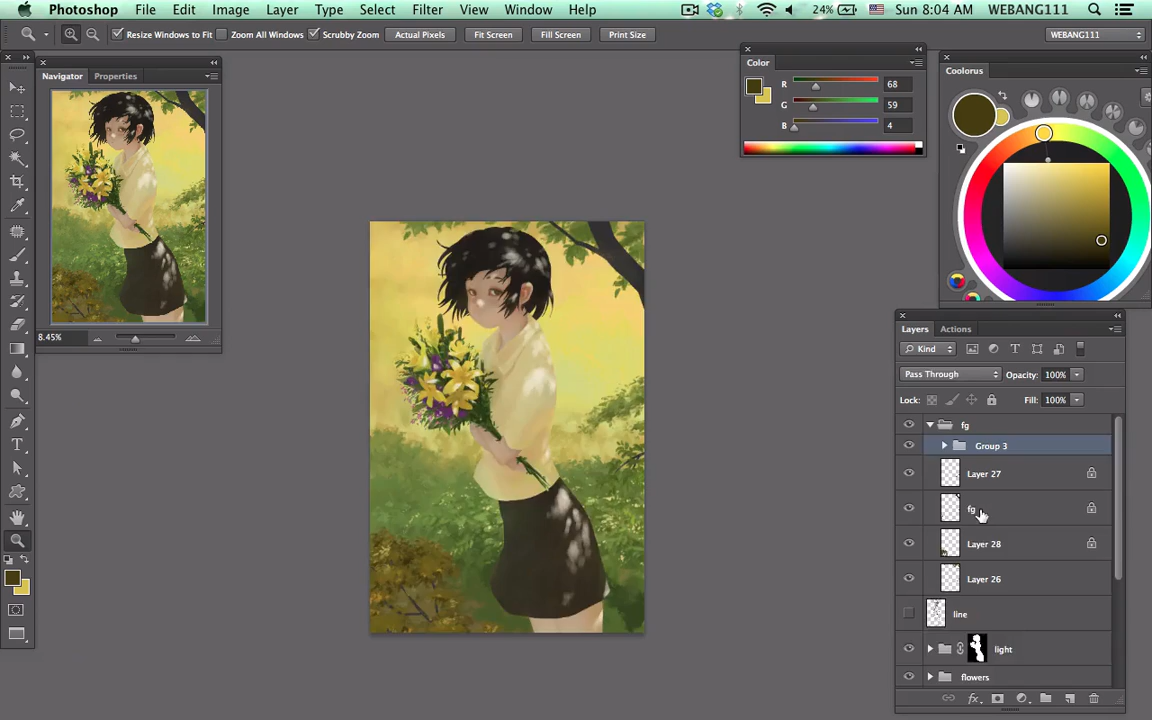 Photoshop File Edit Image Layer Type Select Filter View Window Help 24% Sun 8:04 AM WEBANG111
Resize Windows to Fit Zoom All Windows Scrubby Zoom Actual Pixels Fit Screen Fill Screen Print Size WEBANG111
Navigator Properties
8.45%
Color
R 68
G 59
B 4
Coolorus
Layers Actions
Kind
Pass Through Opacity: 100%
Lock: Fill: 100%
fg
Group 3
Layer 27
fg
Layer 28
Layer 26
line
light
flowers
fx